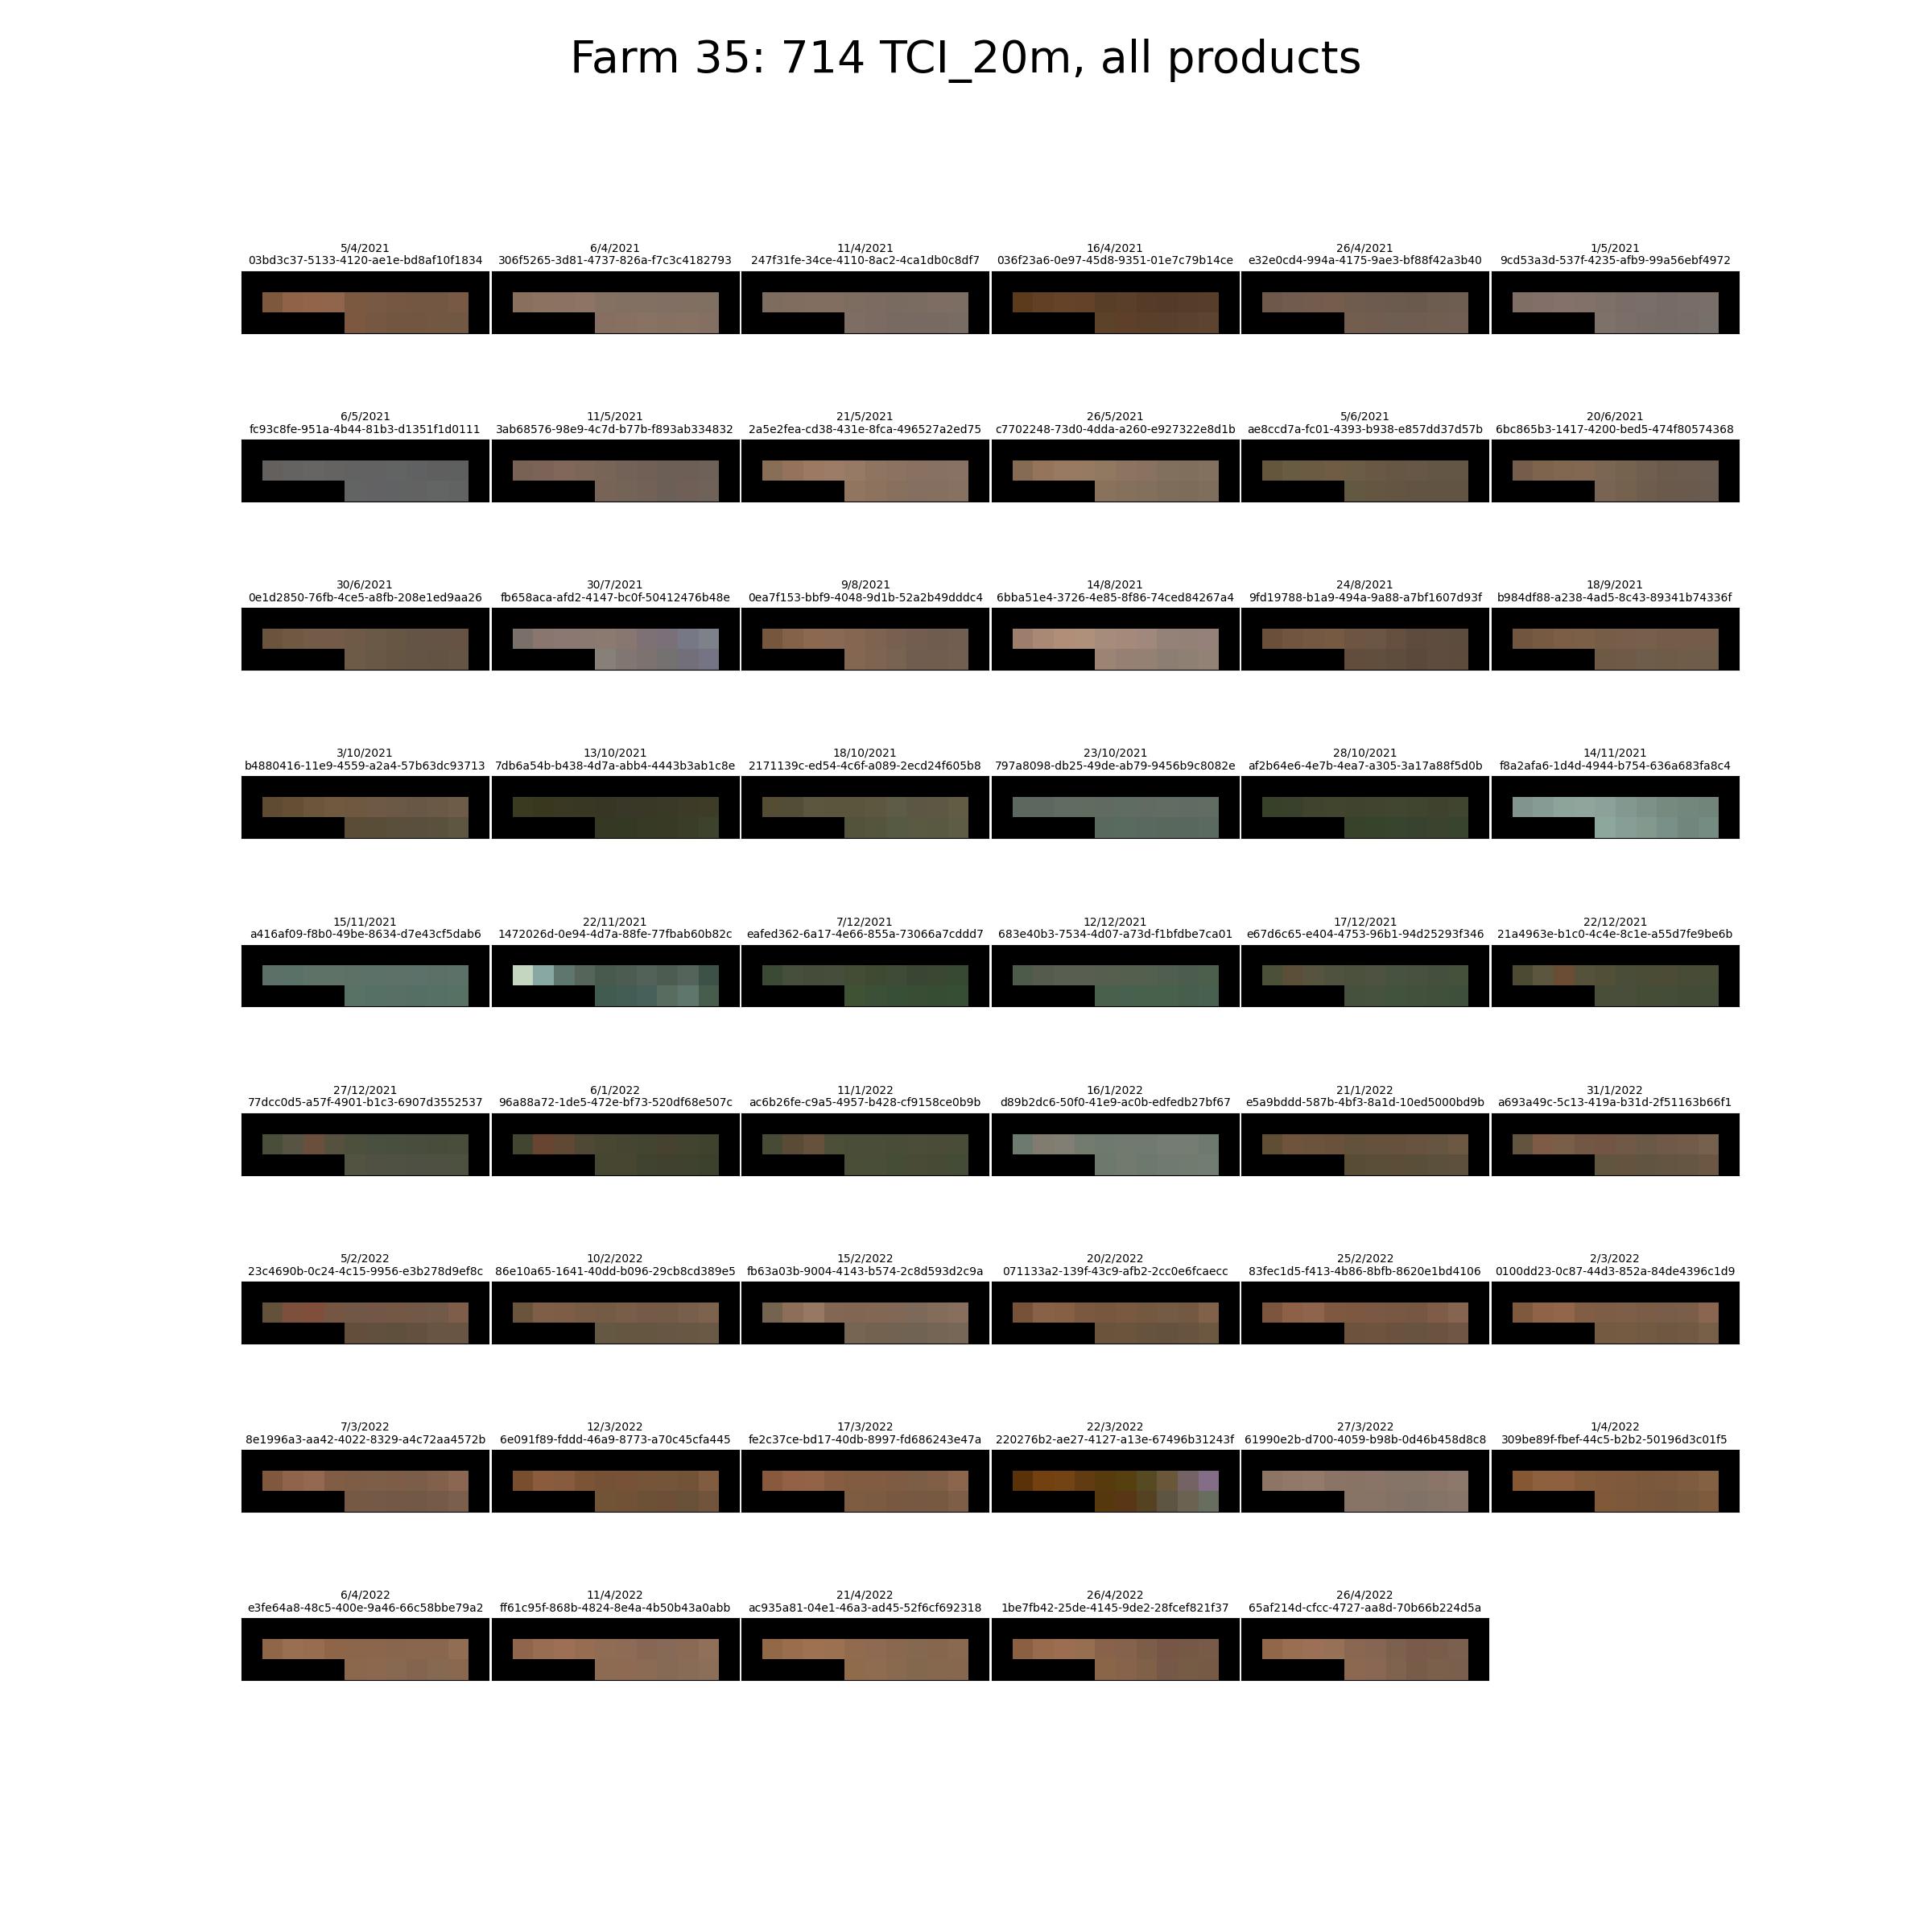 Farm 35: 714 TCI_20m, all products
5/4/2021 6/4/2021 11/4/2021 16/4/2021 26/4/2021 1/5/2021
03bd3c37-5133-4120-ae1e-bd8af10f1834 306f5265-3d81-4737-826a-f7c3c4182793 247f31fe-34ce-4110-8ac2-4ca1db0c8df7 036f23a6-0e97-45d8-9351-01e7c79b14ce e32e0cd4-994a-4175-9ae3-bf88f42a3b40 9cd53a3d-537f-4235-afb9-99a56ebf4972
6/5/2021 11/5/2021 21/5/2021 26/5/2021 5/6/2021 20/6/2021
fc93c8fe-951a-4b44-81b3-d1351f1d0111 3ab68576-98e9-4c7d-b77b-f893ab334832 2a5e2fea-cd38-431e-8fca-496527a2ed75 c7702248-73d0-4dda-a260-e927322e8d1b ae8ccd7a-fc01-4393-b938-e857dd37d57b 6bc865b3-1417-4200-bed5-474f80574368
30/6/2021 30/7/2021 9/8/2021 14/8/2021 24/8/2021 18/9/2021
0e1d2850-76fb-4ce5-a8fb-208e1ed9aa26 fb658aca-afd2-4147-bc0f-50412476b48e 0ea7f153-bbf9-4048-9d1b-52a2b49dddc4 6bba51e4-3726-4e85-8f86-74ced84267a4 9fd19788-b1a9-494a-9a88-a7bf1607d93f b984df88-a238-4ad5-8c43-89341b74336f
3/10/2021 13/10/2021 18/10/2021 23/10/2021 28/10/2021 14/11/2021
b4880416-11e9-4559-a2a4-57b63dc93713 7db6a54b-b438-4d7a-abb4-4443b3ab1c8e 2171139c-ed54-4c6f-a089-2ecd24f605b8 797a8098-db25-49de-ab79-9456b9c8082e af2b64e6-4e7b-4ea7-a305-3a17a88f5d0b f8a2afa6-1d4d-4944-b754-636a683fa8c4
15/11/2021 22/11/2021 7/12/2021 12/12/2021 17/12/2021 22/12/2021
a416af09-f8b0-49be-8634-d7e43cf5dab6 1472026d-0e94-4d7a-88fe-77fbab60b82c eafed362-6a17-4e66-855a-73066a7cddd7 683e40b3-7534-4d07-a73d-f1bfdbe7ca01 e67d6c65-e404-4753-96b1-94d25293f346 21a4963e-b1c0-4c4e-8c1e-a55d7fe9be6b
27/12/2021 6/1/2022 11/1/2022 16/1/2022 21/1/2022 31/1/2022
77dcc0d5-a57f-4901-b1c3-6907d3552537 96a88a72-1de5-472e-bf73-520df68e507c ac6b26fe-c9a5-4957-b428-cf9158ce0b9b d89b2dc6-50f0-41e9-ac0b-edfedb27bf67 e5a9bddd-587b-4bf3-8a1d-10ed5000bd9b a693a49c-5c13-419a-b31d-2f51163b66f1
5/2/2022 10/2/2022 15/2/2022 20/2/2022 25/2/2022 2/3/2022
23c4690b-0c24-4c15-9956-e3b278d9ef8c 86e10a65-1641-40dd-b096-29cb8cd389e5 fb63a03b-9004-4143-b574-2c8d593d2c9a 071133a2-139f-43c9-afb2-2cc0e6fcaecc 83fec1d5-f413-4b86-8bfb-8620e1bd4106 0100dd23-0c87-44d3-852a-84de4396c1d9
7/3/2022 12/3/2022 17/3/2022 22/3/2022 27/3/2022 1/4/2022
8e1996a3-aa42-4022-8329-a4c72aa4572b 6e091f89-fddd-46a9-8773-a70c45cfa445 fe2c37ce-bd17-40db-8997-fd686243e47a 220276b2-ae27-4127-a13e-67496b31243f 61990e2b-d700-4059-b98b-0d46b458d8c8 309be89f-fbef-44c5-b2b2-50196d3c01f5
6/4/2022 11/4/2022 21/4/2022 26/4/2022 26/4/2022
e3fe64a8-48c5-400e-9a46-66c58bbe79a2 ff61c95f-868b-4824-8e4a-4b50b43a0abb ac935a81-04e1-46a3-ad45-52f6cf692318 1be7fb42-25de-4145-9de2-28fcef821f37 65af214d-cfcc-4727-aa8d-70b66b224d5a